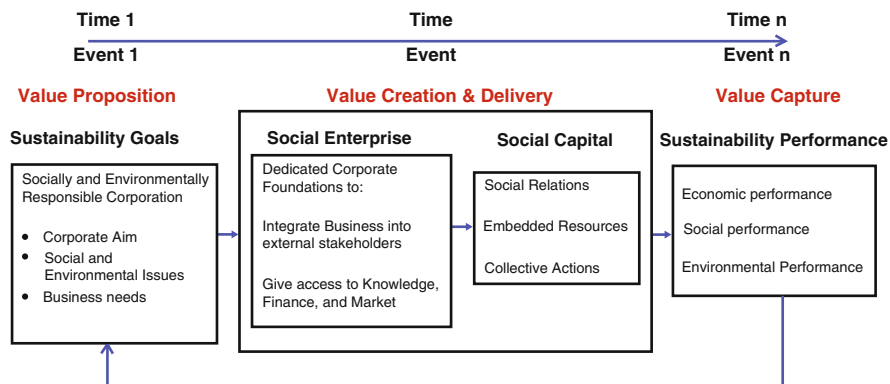 Time 1
Time
Time n
Event 1
Event
Event n
Value Proposition
Value Creation & Delivery
Value Capture
Sustainability Goals
Socially and Environmentally
Responsible Corporation
• Corporate Aim
• Social and
Environmental Issues
• Business needs
Social Enterprise
Dedicated Corporate
Foundations to:
Integrate Business into
external stakeholders
Give access to Knowledge,
Finance, and Market
Social Capital
Social Relations
Embedded Resources
Collective Actions
Sustainability Performance
Economic performance
Social performance
Environmental Performance